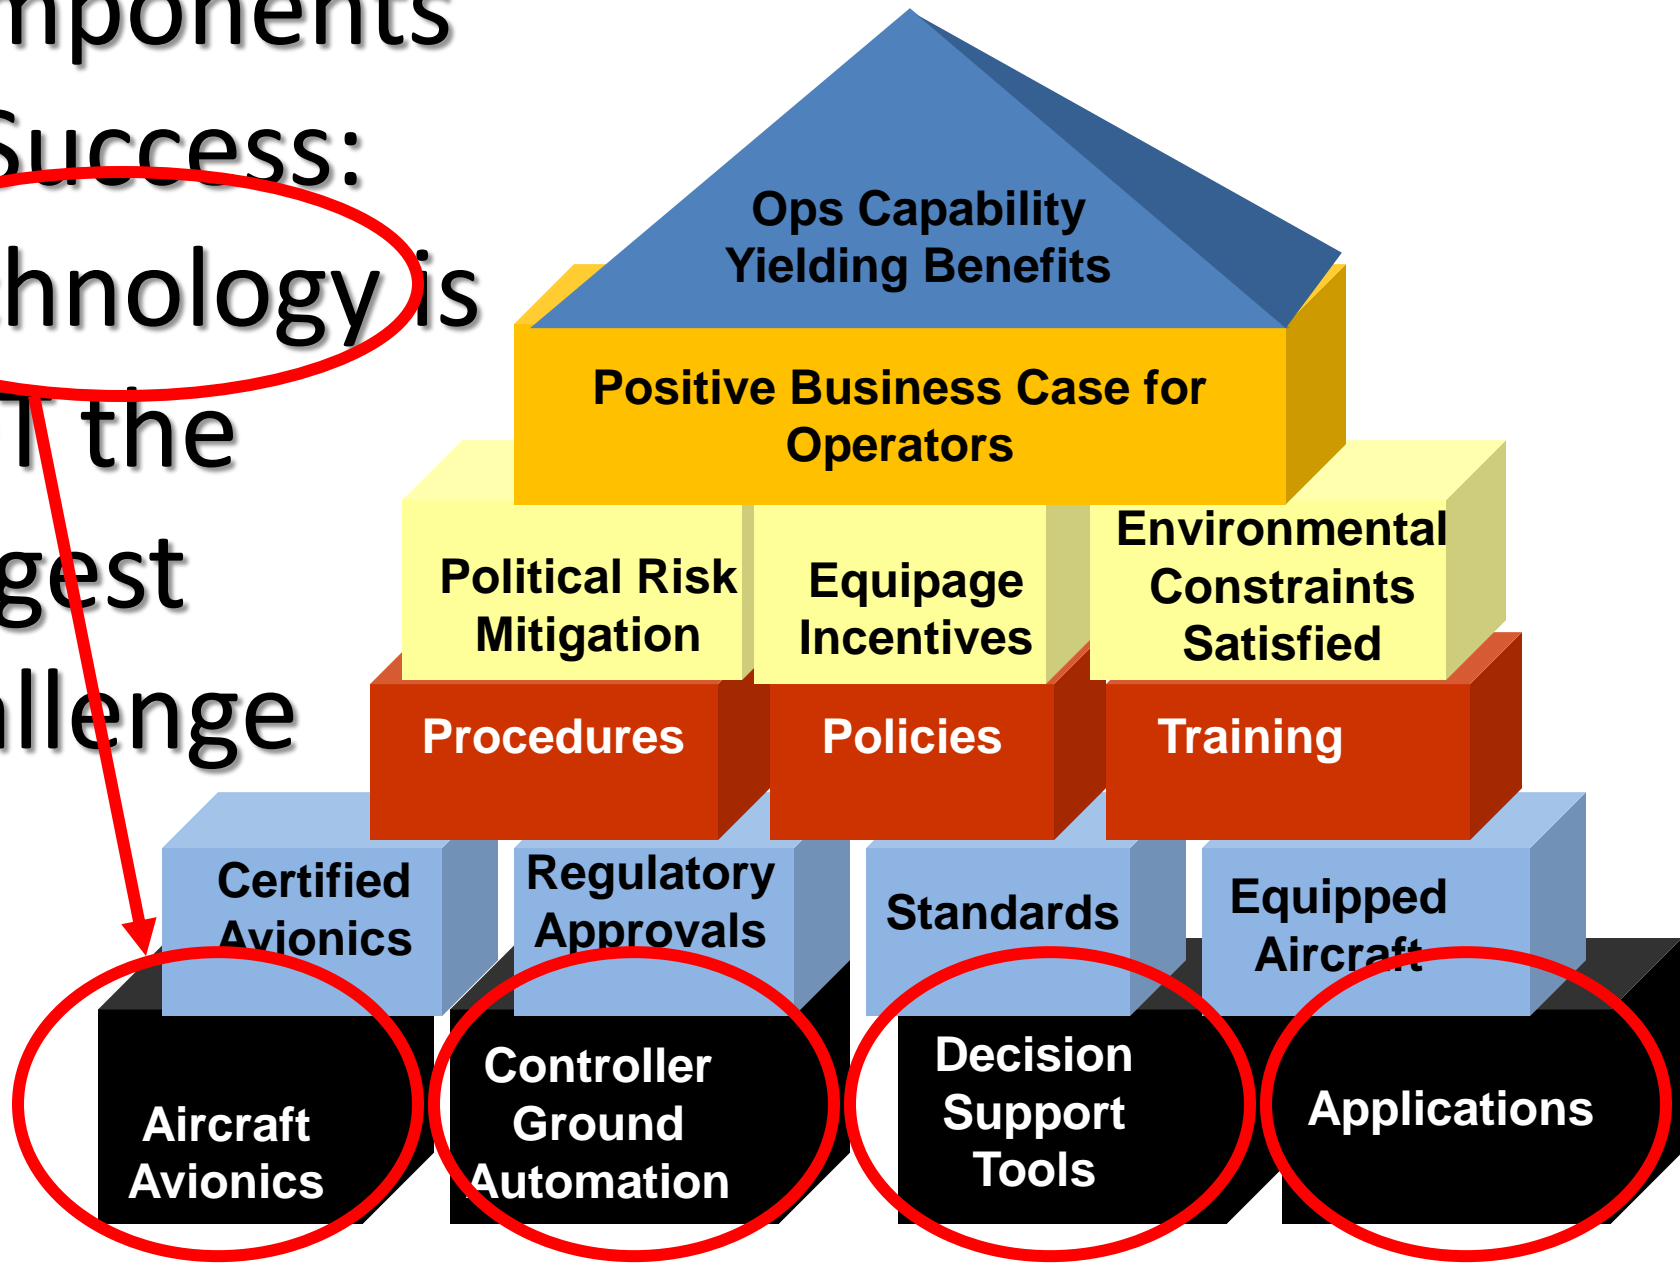 mponents
Success:
chnology is
T the
gest
allenge
Ops Capability
Yielding Benefits
Positive Business Case for
Operators
Political Risk
Mitigation
Equipage
Incentives
Environmental
Constraints
Satisfied
Procedures
Policies
Training
Certified
Avionics
Regulatory
Approvals
Standards
Equipped
Aircraft
Aircraft
Avionics
Controller
Ground
Automation
Decision
Support
Tools
Applications